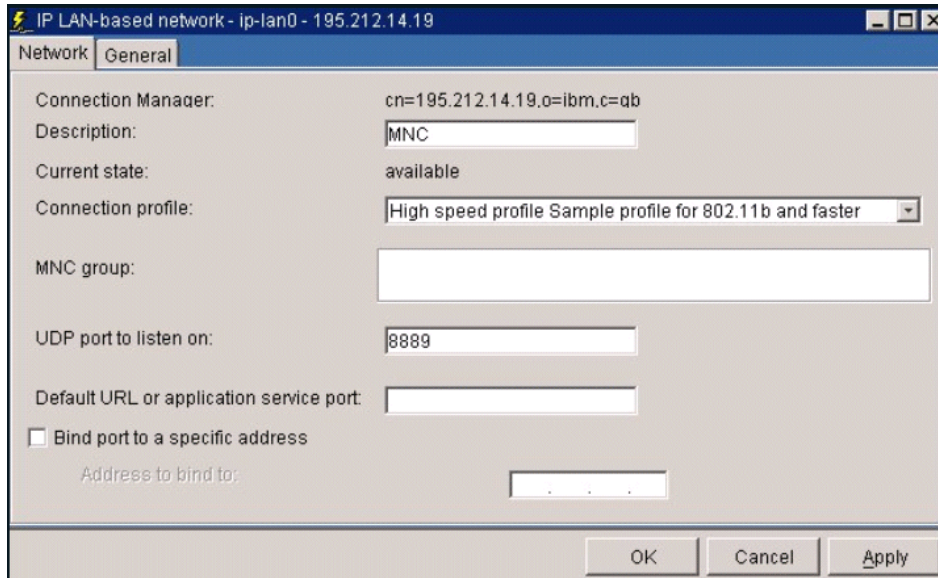 IP LAN-based network - ip-lan0 - 195.212.14.19
Network General
Connection Manager: cn=195.212.14.19,o=ibm,c=gb
Description: MNC
Current state: available
Connection profile: High speed profile Sample profile for 802.11b and faster
MNC group:
UDP port to listen on: 8889
Default URL or application service port:
Bind port to a specific address
Address to bind to: . . .
OK Cancel Apply